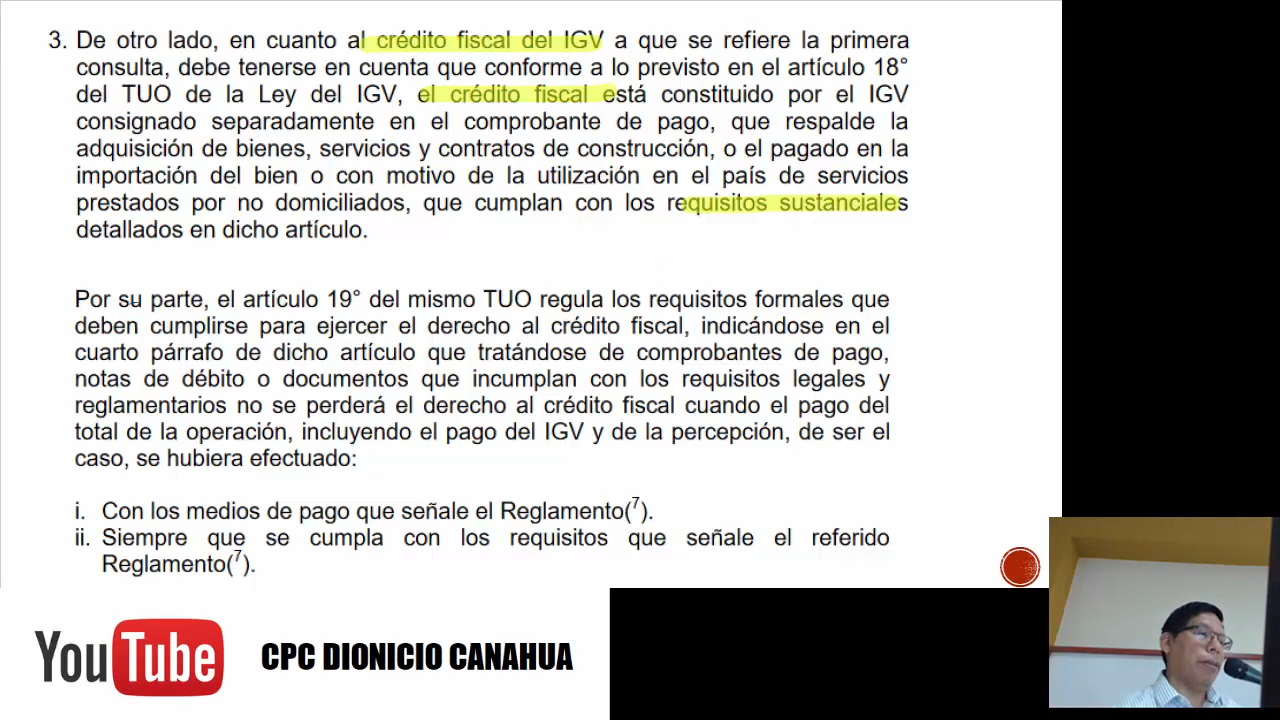 3. De otro lado, en cuanto al crédito fiscal del IGV a que se refiere la primera
consulta, debe tenerse en cuenta que conforme a lo previsto en el artículo 18°
del TUO de la Ley del IGV, el crédito fiscal está constituido por el IGV
consignado separadamente en el comprobante de pago, que respalde la
adquisición de bienes, servicios y contratos de construcción, o el pagado en la
importación del bien o con motivo de la utilización en el país de servicios
prestados por no domiciliados, que cumplan con los requisitos sustanciales
detallados en dicho artículo.
Por su parte, el artículo 19° del mismo TUO regula los requisitos formales que
deben cumplirse para ejercer el derecho al crédito fiscal, indicándose en el
cuarto párrafo de dicho artículo que tratándose de comprobantes de pago,
notas de débito o documentos que incumplan con los requisitos legales y
reglamentarios no se perderá el derecho al crédito fiscal cuando el pago del
total de la operación, incluyendo el pago del IGV y de la percepción, de ser el
caso, se hubiera efectuado:
i. Con los medios de pago que señale el Reglamento(7).
ii. Siempre que se cumpla con los requisitos que señale el referido
Reglamento(7).
YouTube CPC DIONICIO CANAHUA